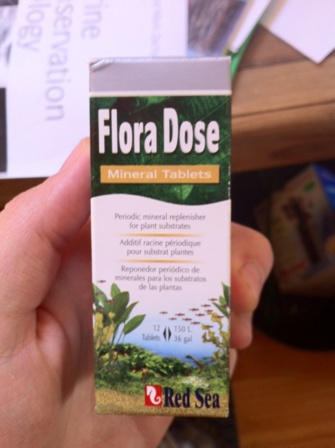 Flora Dose
Mineral Tablets
Periodic mineral replenisher
for plant substrates
Additif racine périodique
pour substrat plantes
Reponedor periódico de
minerales para los substratos
de las plantas
12 150 L
Tablets 36 gal
Red Sea